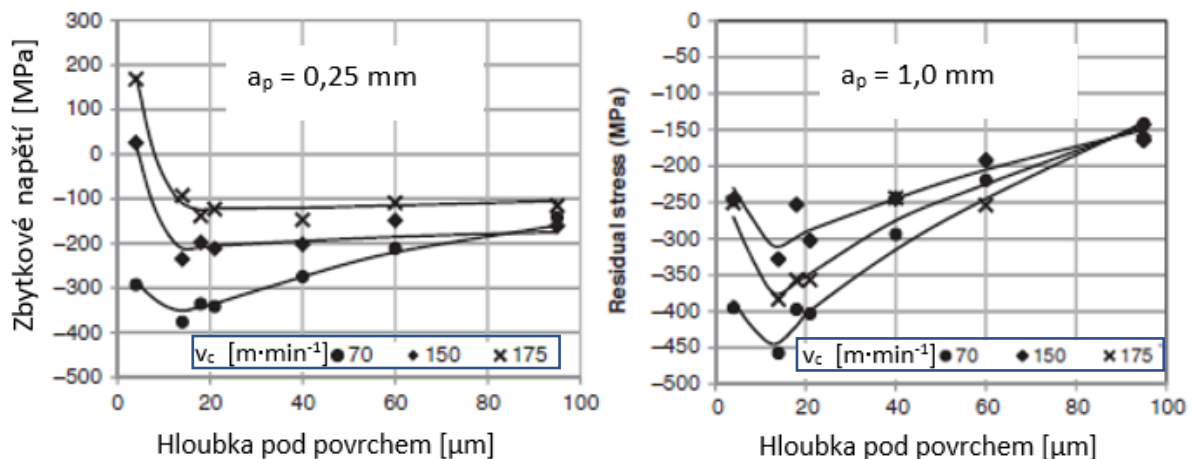 Zbytkové napětí [MPa]
300
200
100
0
−100
−200
−300
−400
−500
aₚ = 0,25 mm
v_c [m·min⁻¹] ● 70 ♦ 150 × 175
0 20 40 60 80 100
Hloubka pod povrchem [µm]
Residual stress (MPa)
0
−50
−100
−150
−200
−250
−300
−350
−400
−450
−500
aₚ = 1,0 mm
v_c [m·min⁻¹] ● 70 ♦ 150 × 175
0 20 40 60 80 100
Hloubka pod povrchem [µm]